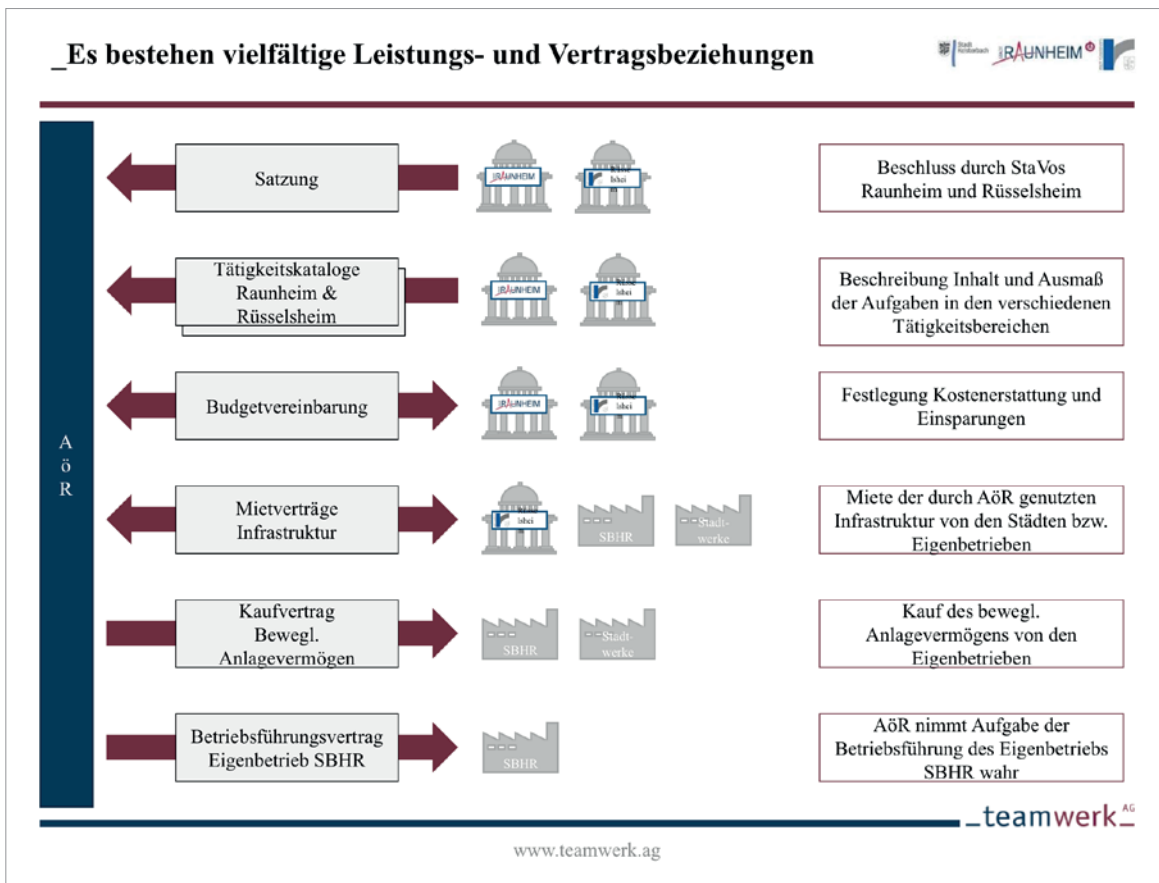 _Es bestehen vielfältige Leistungs- und Vertragsbeziehungen
Stadt
RAUNHEIM
AöR
Satzung
RAUNHEIM
Beschluss durch StaVos
Raunheim und Rüsselsheim
Tätigkeitskataloge
Raunheim &
Rüsselsheim
RAUNHEIM
Beschreibung Inhalt und Ausmaß
der Aufgaben in den verschiedenen
Tätigkeitsbereichen
Budgetvereinbarung
RAUNHEIM
Festlegung Kostenerstattung und
Einsparungen
Mietverträge
Infrastruktur
SBHR
Stadt-
werke
Miete der durch AöR genutzten
Infrastruktur von den Städten bzw.
Eigenbetrieben
Kaufvertrag
Bewegl.
Anlagevermögen
SBHR
Stadt-
werke
Kauf des bewegl.
Anlagevermögens von den
Eigenbetrieben
Betriebsführungsvertrag
Eigenbetrieb SBHR
SBHR
AöR nimmt Aufgabe der
Betriebsführung des Eigenbetriebs
SBHR wahr
_teamwerk AG
www.teamwerk.ag